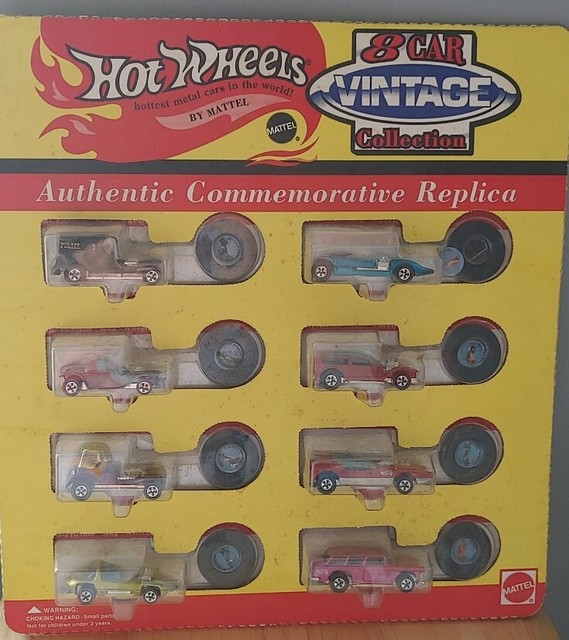 Hot Wheels®
hottest metal cars in the world!
BY MATTEL
MATTEL
8 CAR
VINTAGE
Collection
Authentic Commemorative Replica
POLICE
MATTEL
WARNING:
CHOKING HAZARD - Small parts
Not for children under 3 years.